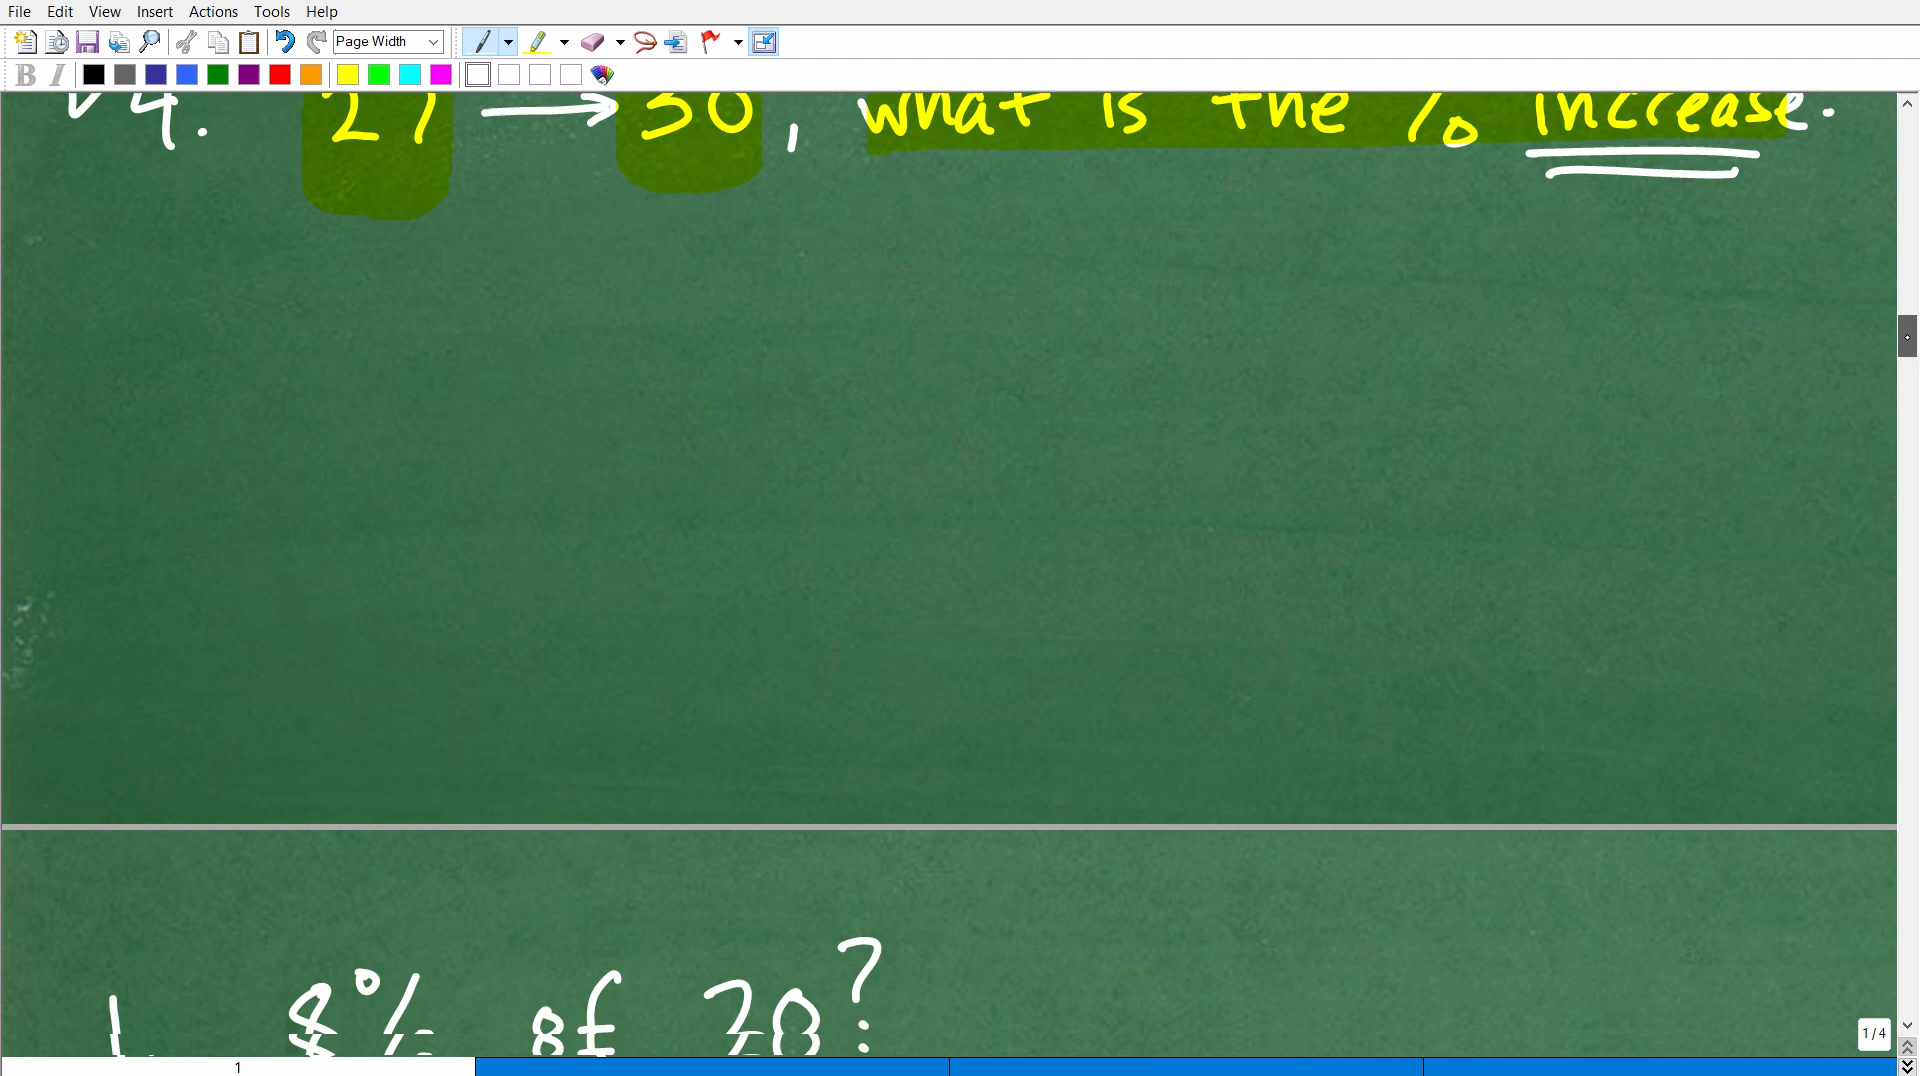 File Edit View Insert Actions Tools Help
Page Width
B I
4. 27 → 30, what is the % increase.
1. 8% of 20?
1 / 4
1